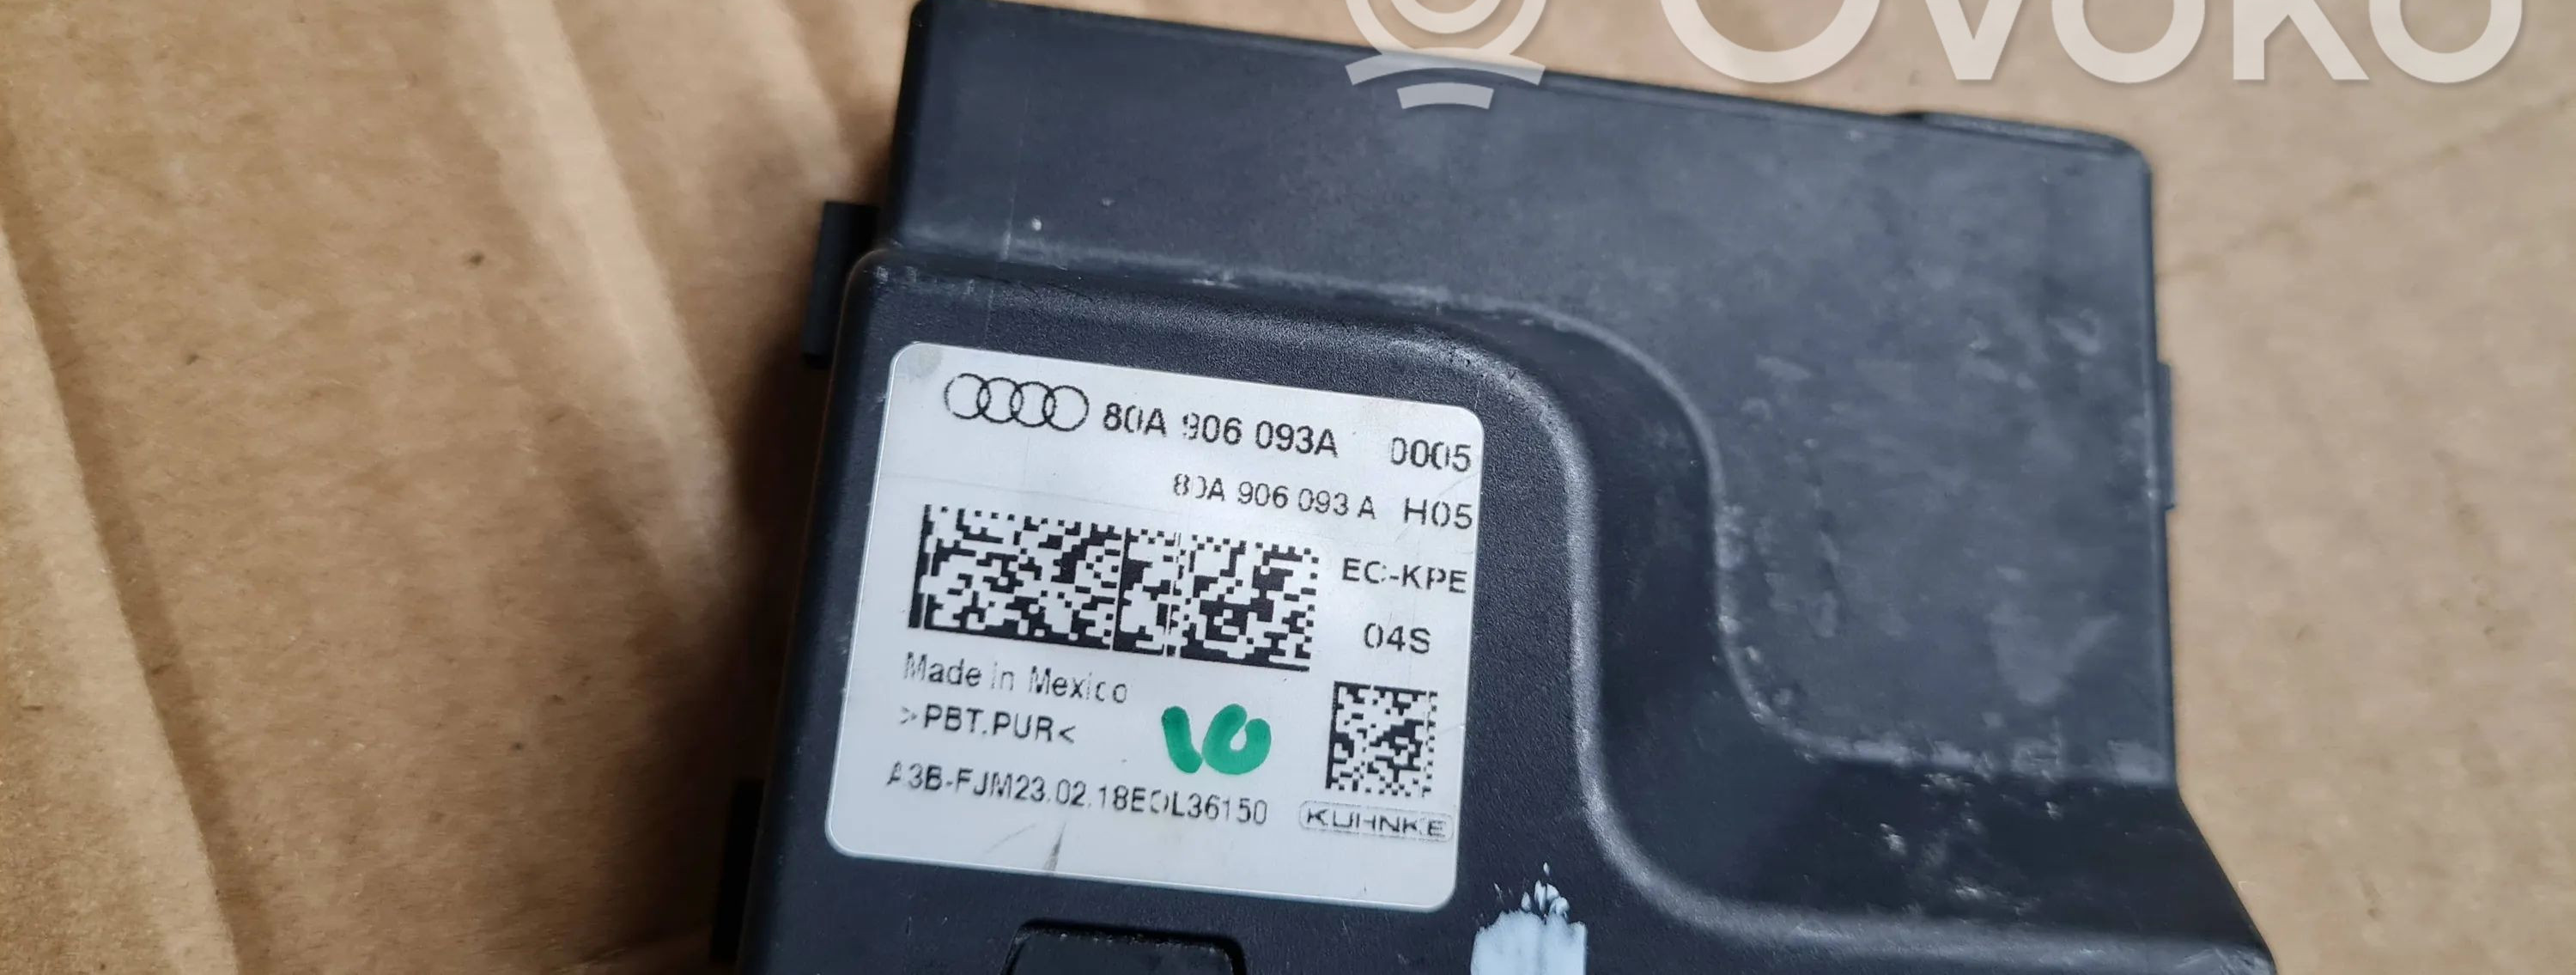 OVOKO
80A 906 093A 0005
80A 906 093 A H05
EC-KPE
04S
Made in Mexico
>PBT.PUR<
10
A3B-FJM23.02.18EOL36150
KUHNKE